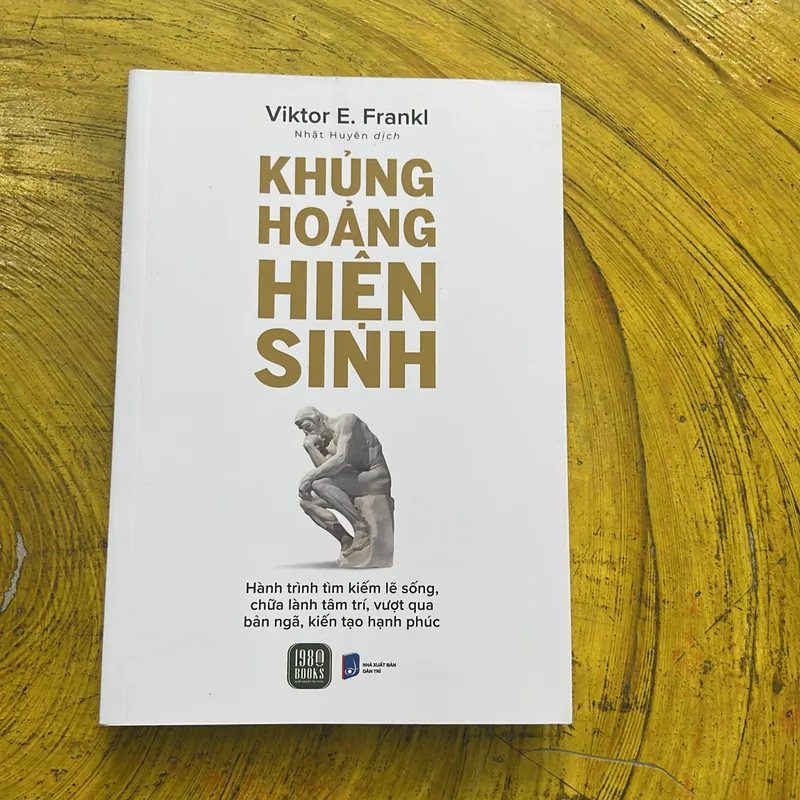 Viktor E. Frankl
Nhật Huyên dịch
KHỦNG
HOẢNG
HIỆN
SINH
Hành trình tìm kiếm lẽ sống,
chữa lành tâm trí, vượt qua
bản ngã, kiến tạo hạnh phúc
1980
BOOKS
NHÀ XUẤT BẢN
DÂN TRÍ